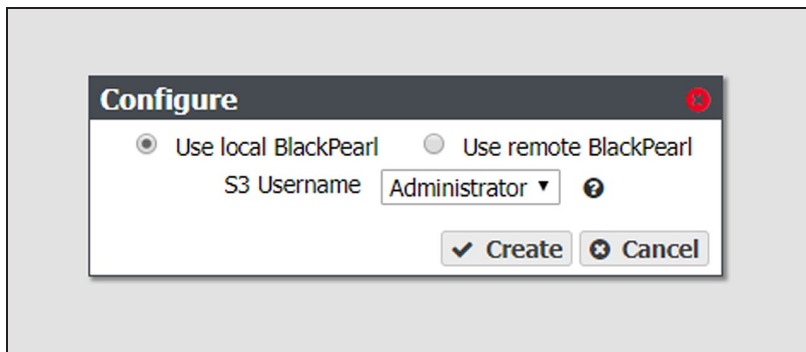 Configure
Use local BlackPearl Use remote BlackPearl
S3 Username Administrator
Create Cancel